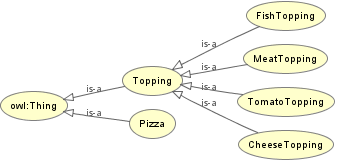 FishTopping
is-a
MeatTopping
is-a
is-a
Topping
is-a
TomatoTopping
owl:Thing
is-a
is-a
Pizza
CheeseTopping